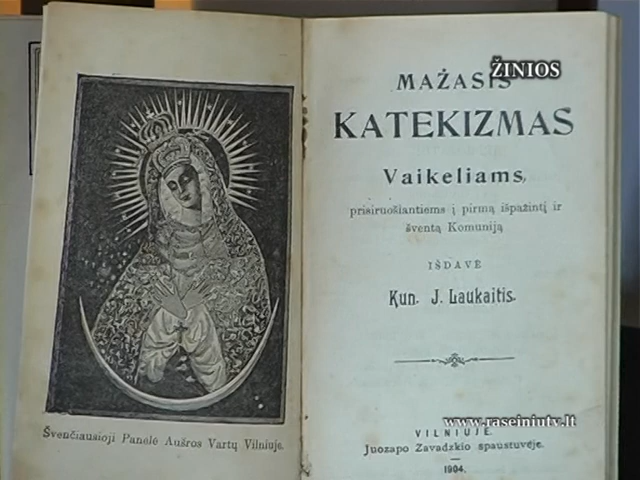 Švenčiausioji Panelė Aušros Vartų Vilniuje.
ŽINIOS
MAŽASIS
KATEKIZMAS
Vaikeliams,
prisiruošiantiems į pirmą išpažintį ir
šventą Komuniją
IŠDAVĖ
Kun. J. Laukaitis.
www.raseiniutv.lt
VILNIUJE.
Juozapo Zavadzkio spaustuvėje.
1904.